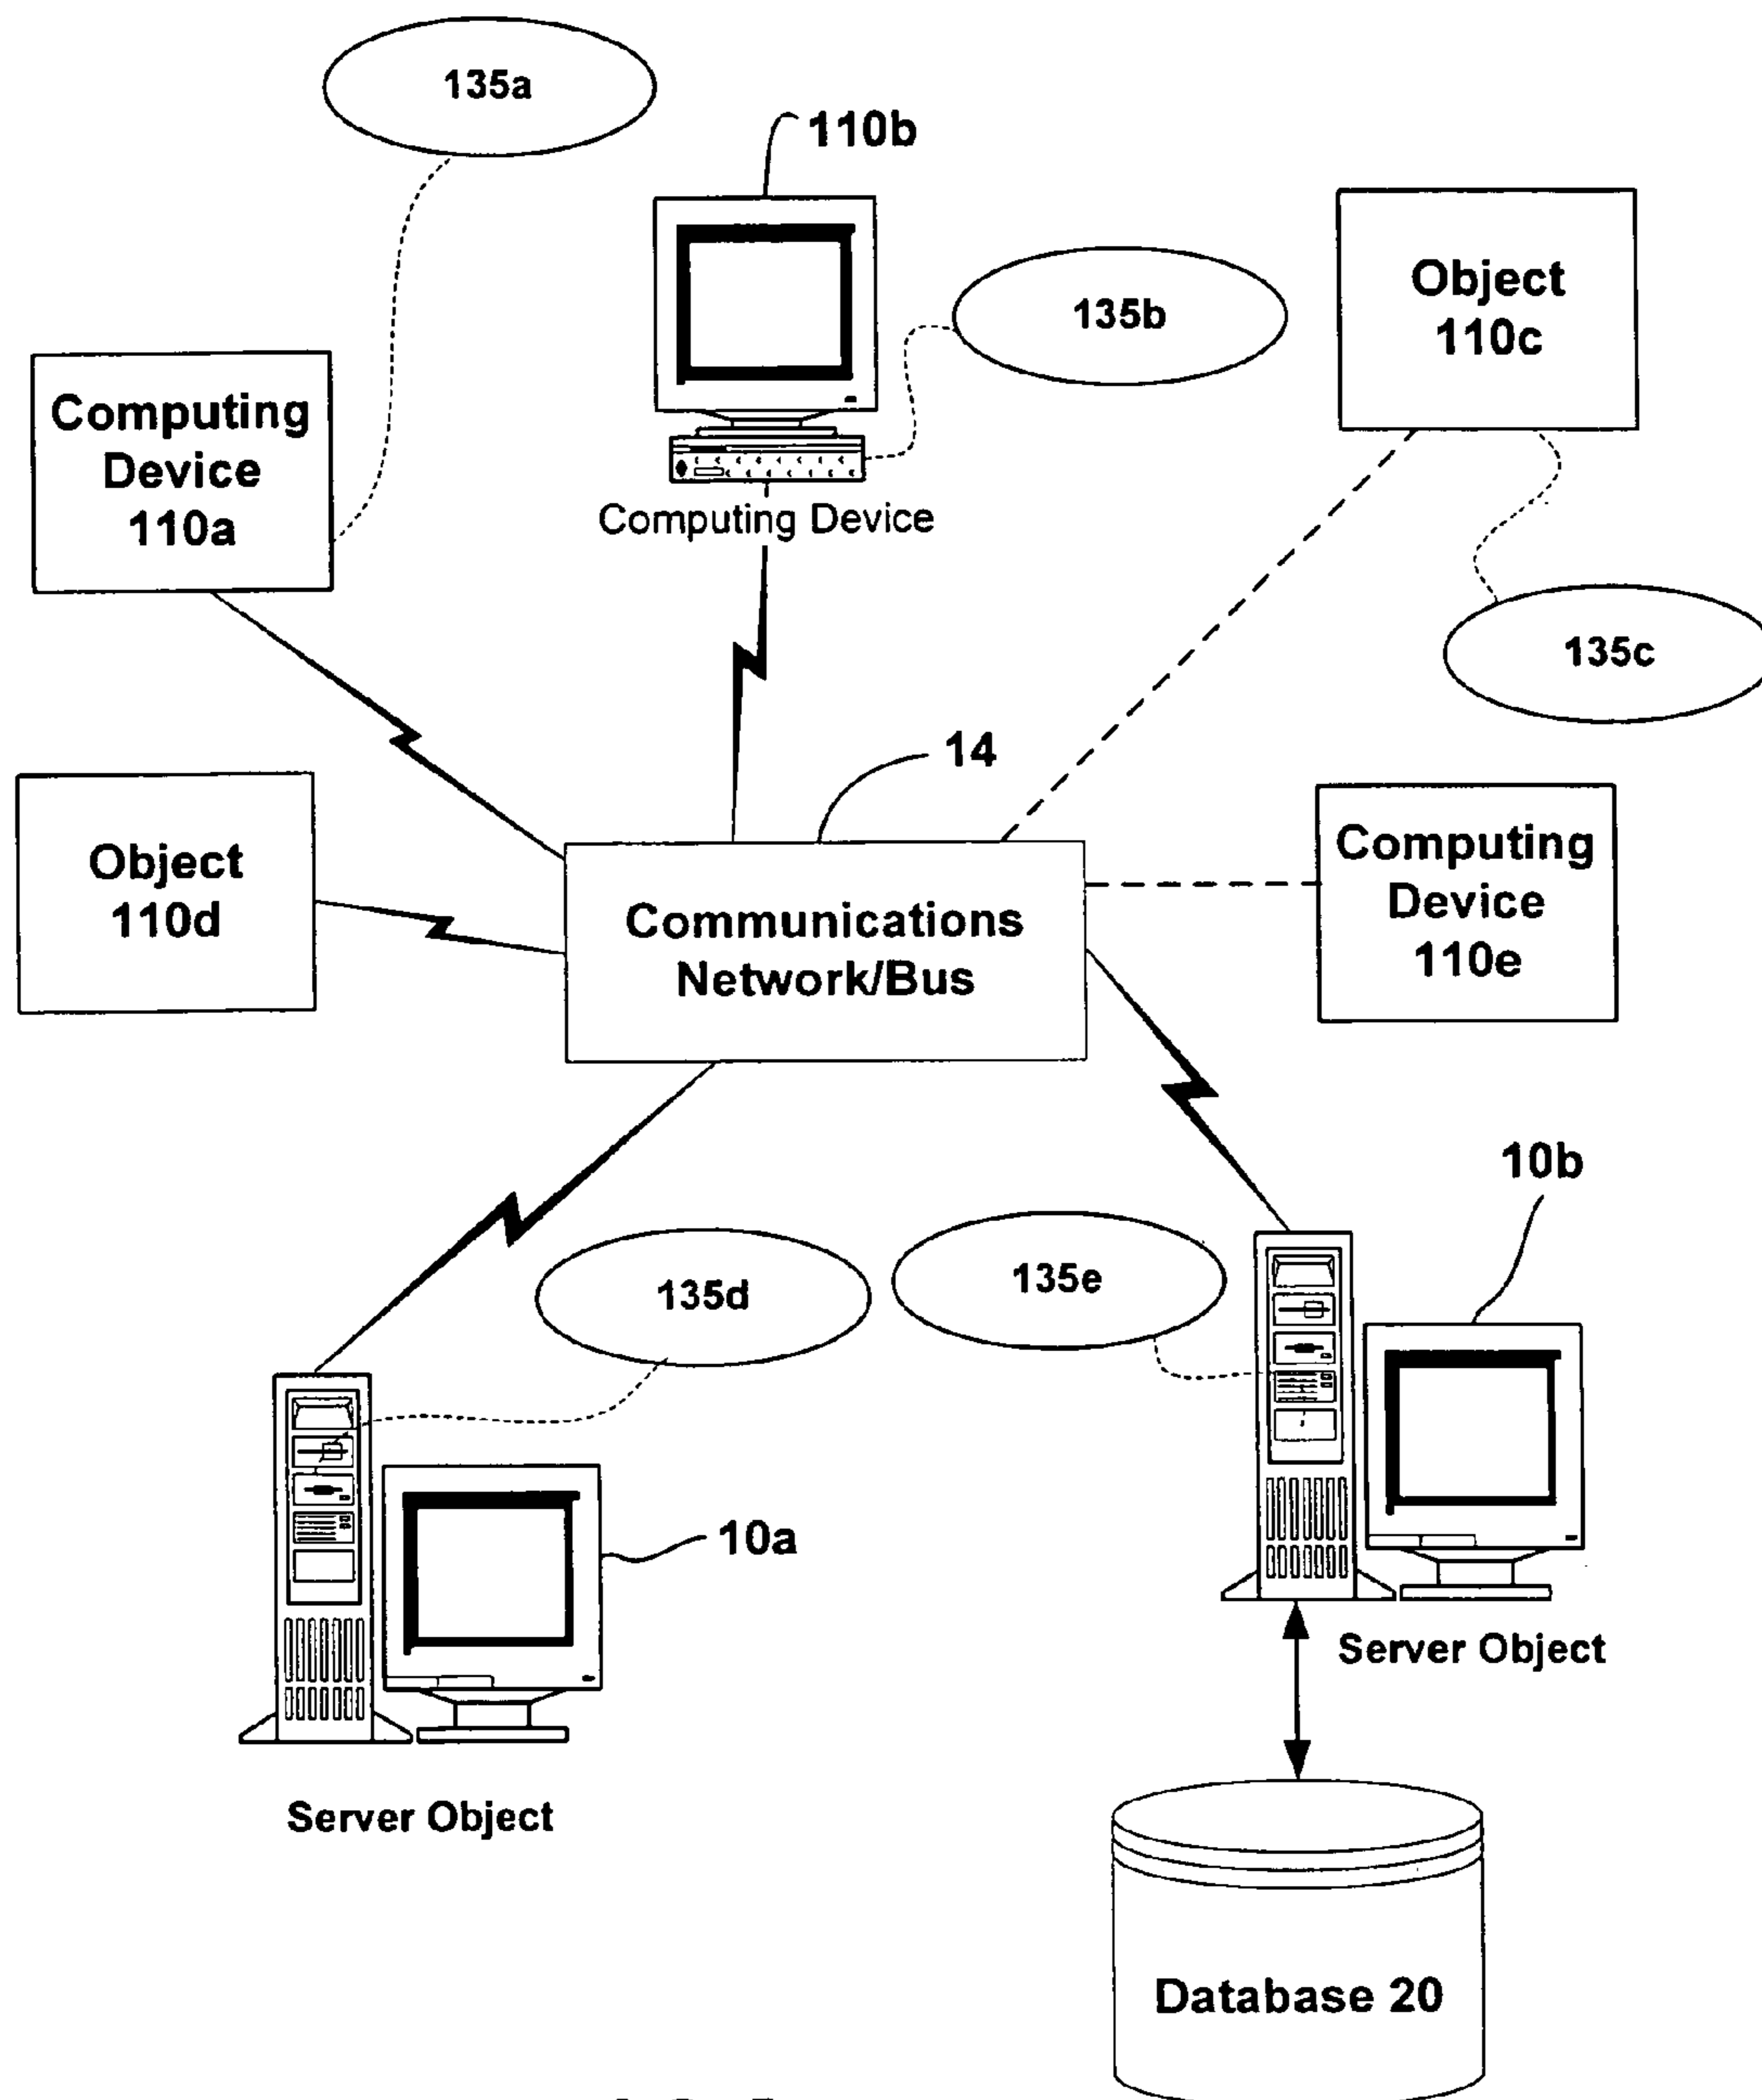 135a
110b
Object
110c
135b
Computing
Device
110a
Computing Device
135c
14
Object
110d
Communications
Network/Bus
Computing
Device
110e
10b
135d
135e
10a
Server Object
Server Object
Database 20